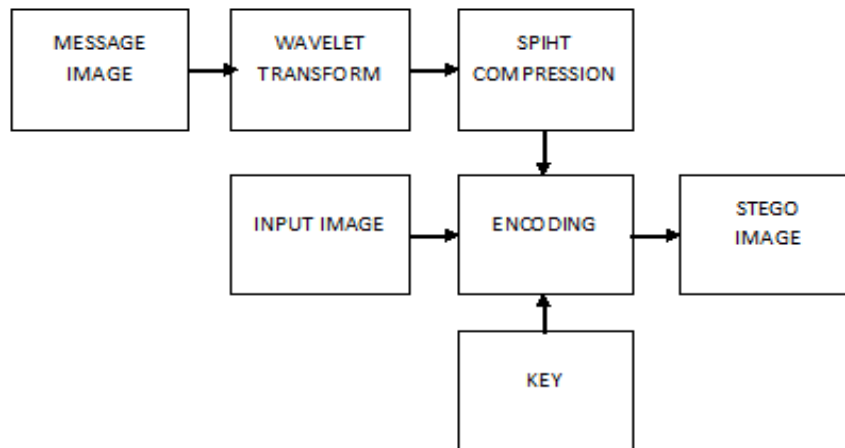 MESSAGE
IMAGE
WAVELET
TRANSFORM
SPIHT
COMPRESSION
INPUT IMAGE
ENCODING
STEGO
IMAGE
KEY